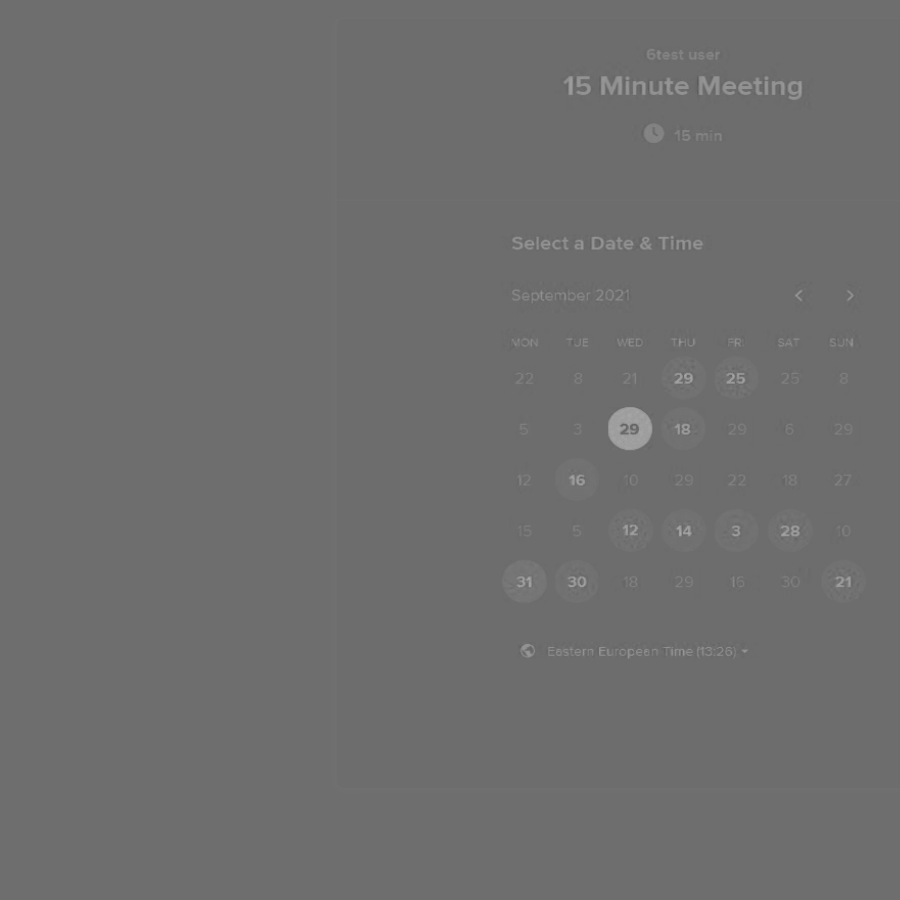 6test user
15 Minute Meeting
15 min
Select a Date & Time
September 2021
MON TUE WED THU FRI SAT SUN
22 8 21 29 25 25 8
5 3 29 18 29 6 29
12 16 10 29 22 18 27
15 5 12 14 3 28 10
31 30 18 29 16 30 21
Eastern European Time (13:26)